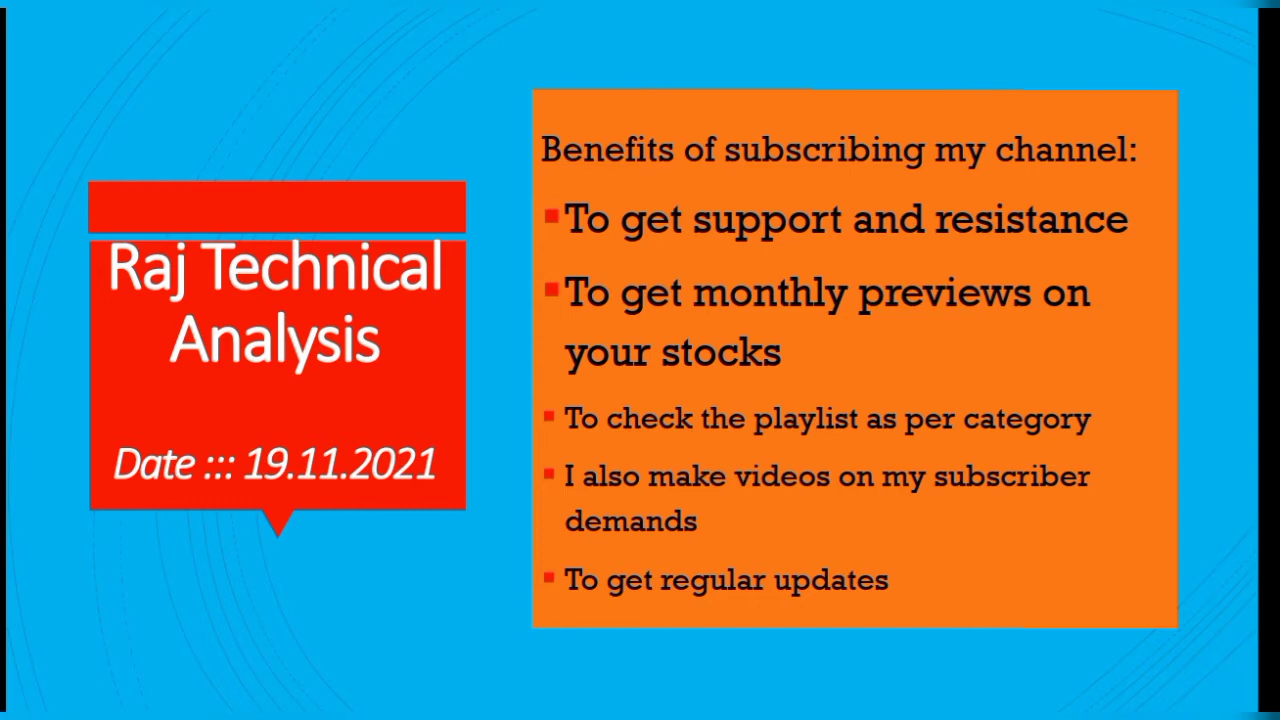 Raj Technical
Analysis
Date ::: 19.11.2021
Benefits of subscribing my channel:
To get support and resistance
To get monthly previews on
your stocks
To check the playlist as per category
I also make videos on my subscriber
demands
To get regular updates